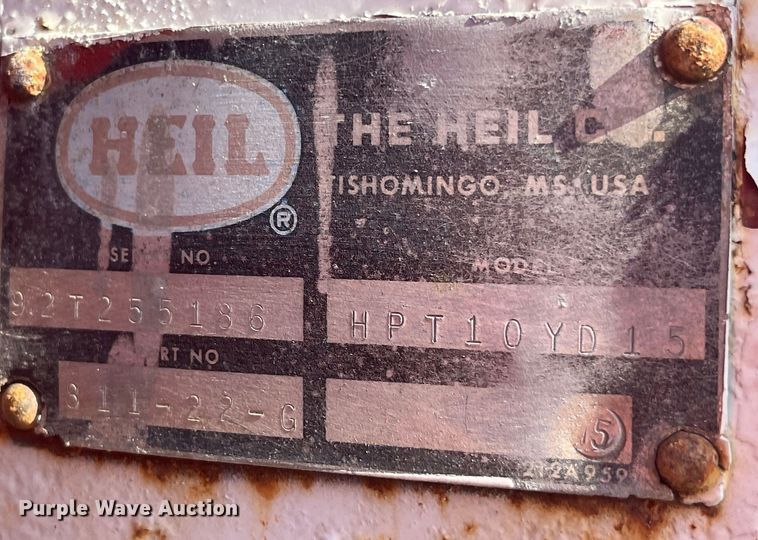 HEIL
®
THE HEIL C .
TISHOMINGO, MS. USA
SE NO.
MODEL
92T255186
HPT10YD15
RT NO.
811-22-G
15
212A959
Purple Wave Auction